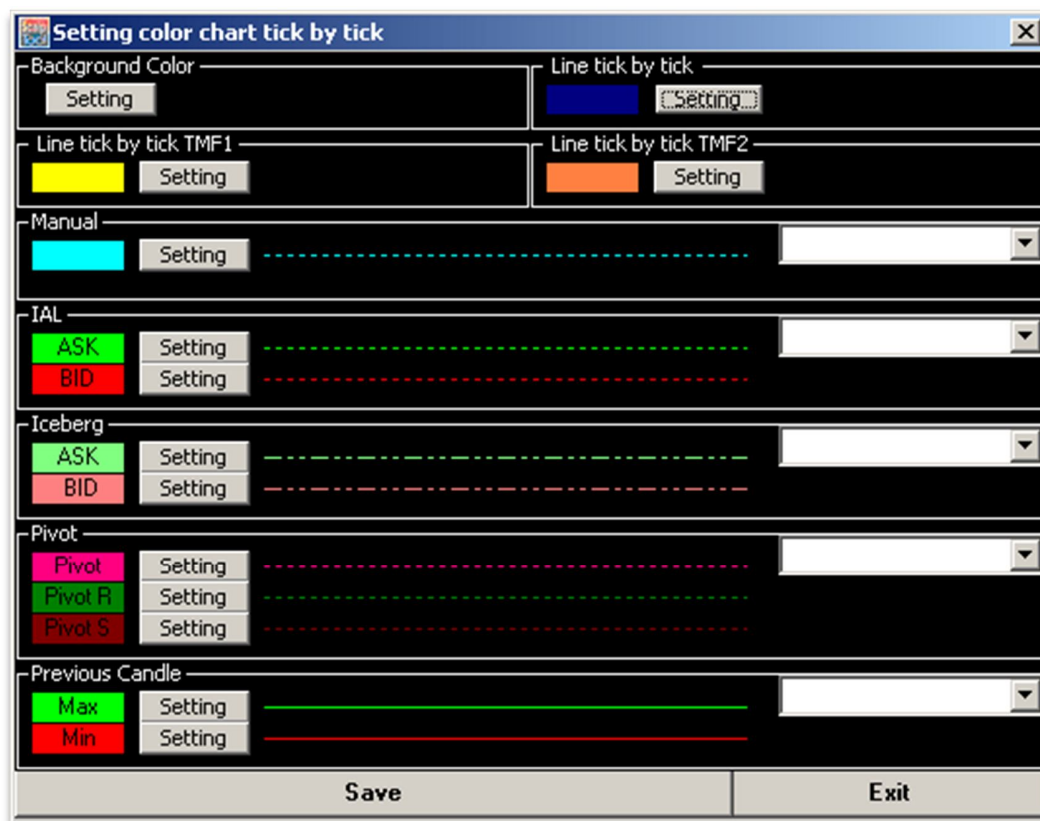 Setting color chart tick by tick
Background Color
Setting
Line tick by tick
Setting
Line tick by tick TMF1
Setting
Line tick by tick TMF2
Setting
Manual
Setting
IAL
ASK Setting
BID Setting
Iceberg
ASK Setting
BID Setting
Pivot
Pivot Setting
Pivot R Setting
Pivot S Setting
Previous Candle
Max Setting
Min Setting
Save Exit